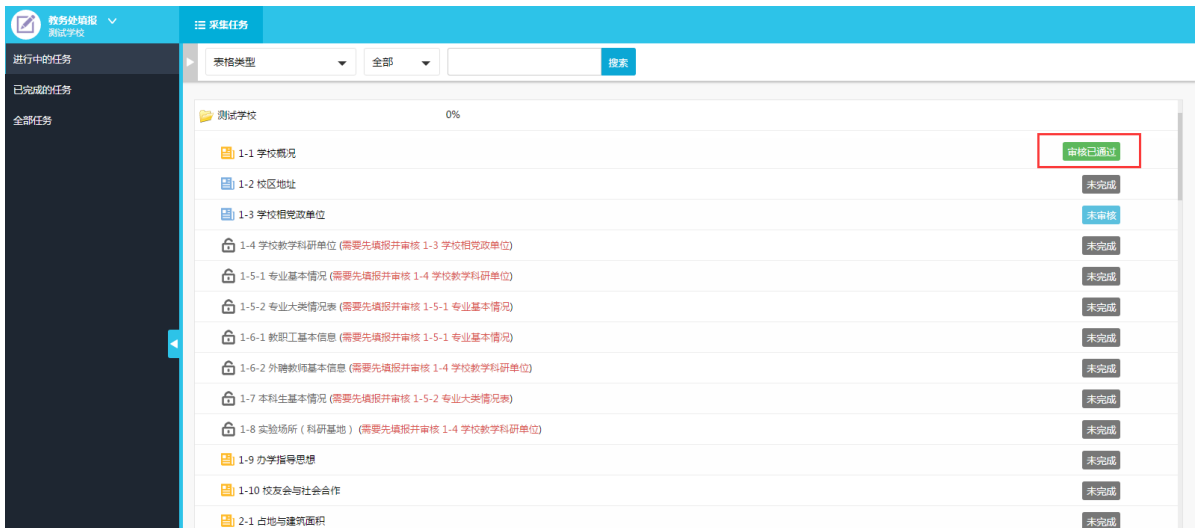 教务处填报
测试学校
采集任务
进行中的任务
已完成的任务
全部任务
表格类型 全部 搜索
测试学校 0%
1-1 学校概况 审核已通过
1-2 校区地址 未完成
1-3 学校相党政单位 未审核
1-4 学校教学科研单位 (需要先填报并审核 1-3 学校相党政单位) 未完成
1-5-1 专业基本情况 (需要先填报并审核 1-4 学校教学科研单位) 未完成
1-5-2 专业大类情况表 (需要先填报并审核 1-5-1 专业基本情况) 未完成
1-6-1 教职工基本信息 (需要先填报并审核 1-5-1 专业基本情况) 未完成
1-6-2 外聘教师基本信息 (需要先填报并审核 1-4 学校教学科研单位) 未完成
1-7 本科生基本情况 (需要先填报并审核 1-5-2 专业大类情况表) 未完成
1-8 实验场所（科研基地） (需要先填报并审核 1-4 学校教学科研单位) 未完成
1-9 办学指导思想 未完成
1-10 校友会与社会合作 未完成
2-1 占地与建筑面积 未完成